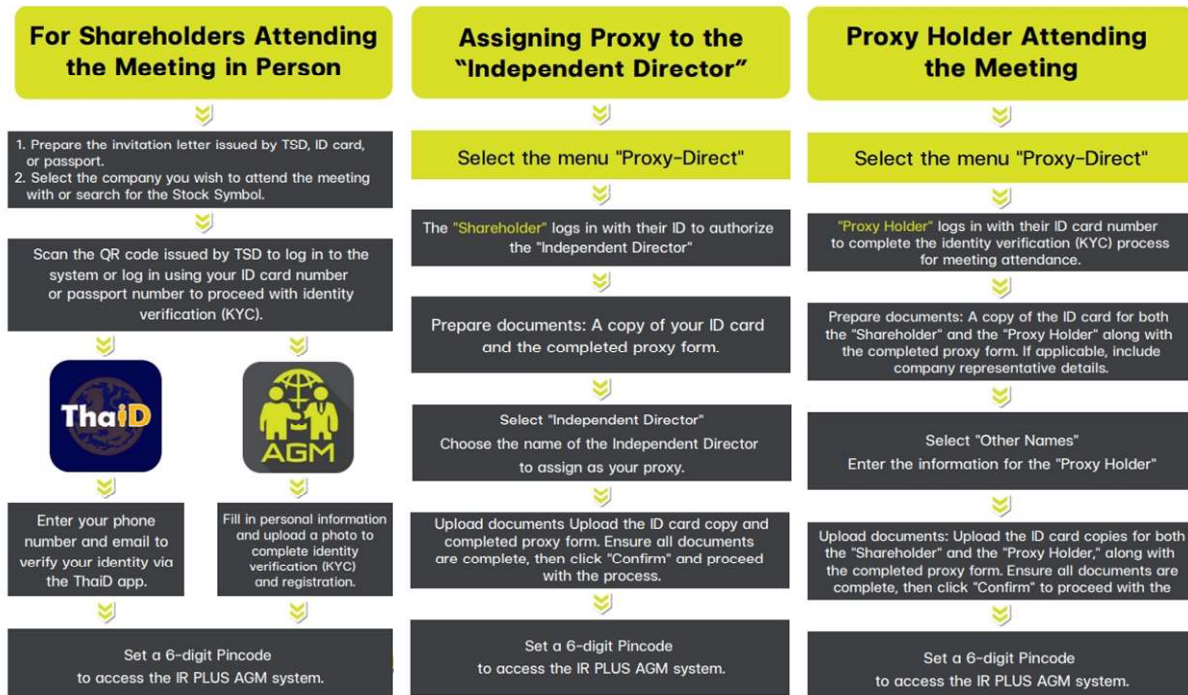 For Shareholders Attending
the Meeting in Person
1. Prepare the invitation letter issued by TSD, ID card,
or passport.
2. Select the company you wish to attend the meeting
with or search for the Stock Symbol.
Scan the QR code issued by TSD to log in to the
system or log in using your ID card number
or passport number to proceed with identity
verification (KYC).
ThaiD
AGM
Enter your phone
number and email to
verify your identity via
the ThaiD app.
Fill in personal information
and upload a photo to
complete identity
verification (KYC)
and registration.
Set a 6-digit Pincode
to access the IR PLUS AGM system.
Assigning Proxy to the
"Independent Director"
Select the menu "Proxy-Direct"
The "Shareholder" logs in with their ID to authorize
the "Independent Director"
Prepare documents: A copy of your ID card
and the completed proxy form.
Select "Independent Director"
Choose the name of the Independent Director
to assign as your proxy.
Upload documents Upload the ID card copy and
completed proxy form. Ensure all documents
are complete, then click "Confirm" and proceed
with the process.
Set a 6-digit Pincode
to access the IR PLUS AGM system.
Proxy Holder Attending
the Meeting
Select the menu "Proxy-Direct"
"Proxy Holder" logs in with their ID card number
to complete the identity verification (KYC) process
for meeting attendance.
Prepare documents: A copy of the ID card for both
the "Shareholder" and the "Proxy Holder" along with
the completed proxy form. If applicable, include
company representative details.
Select "Other Names"
Enter the information for the "Proxy Holder"
Upload documents: Upload the ID card copies for both
the "Shareholder" and the "Proxy Holder," along with
the completed proxy form. Ensure all documents are
complete, then click "Confirm" to proceed with the
Set a 6-digit Pincode
to access the IR PLUS AGM system.